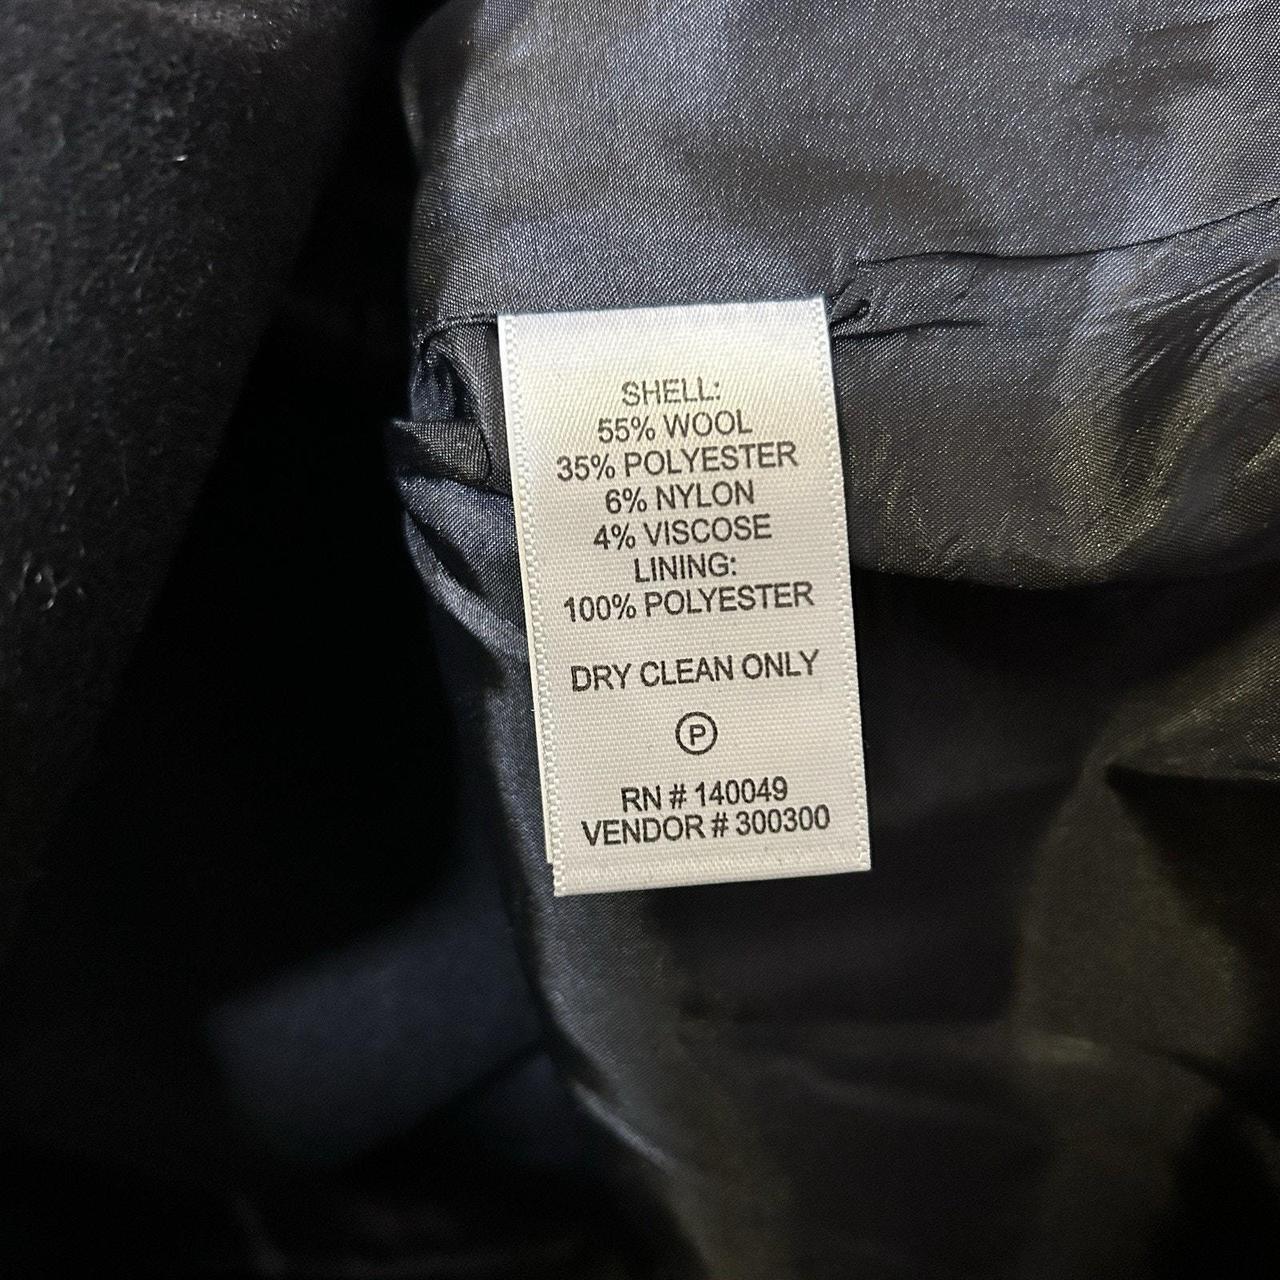 SHELL:
55% WOOL
35% POLYESTER
6% NYLON
4% VISCOSE
LINING:
100% POLYESTER
DRY CLEAN ONLY
P
RN # 140049
VENDOR # 300300